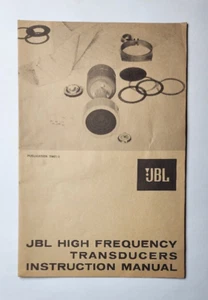 JBL
JBL HIGH FREQUENCY
TRANSDUCERS
INSTRUCTION MANUAL